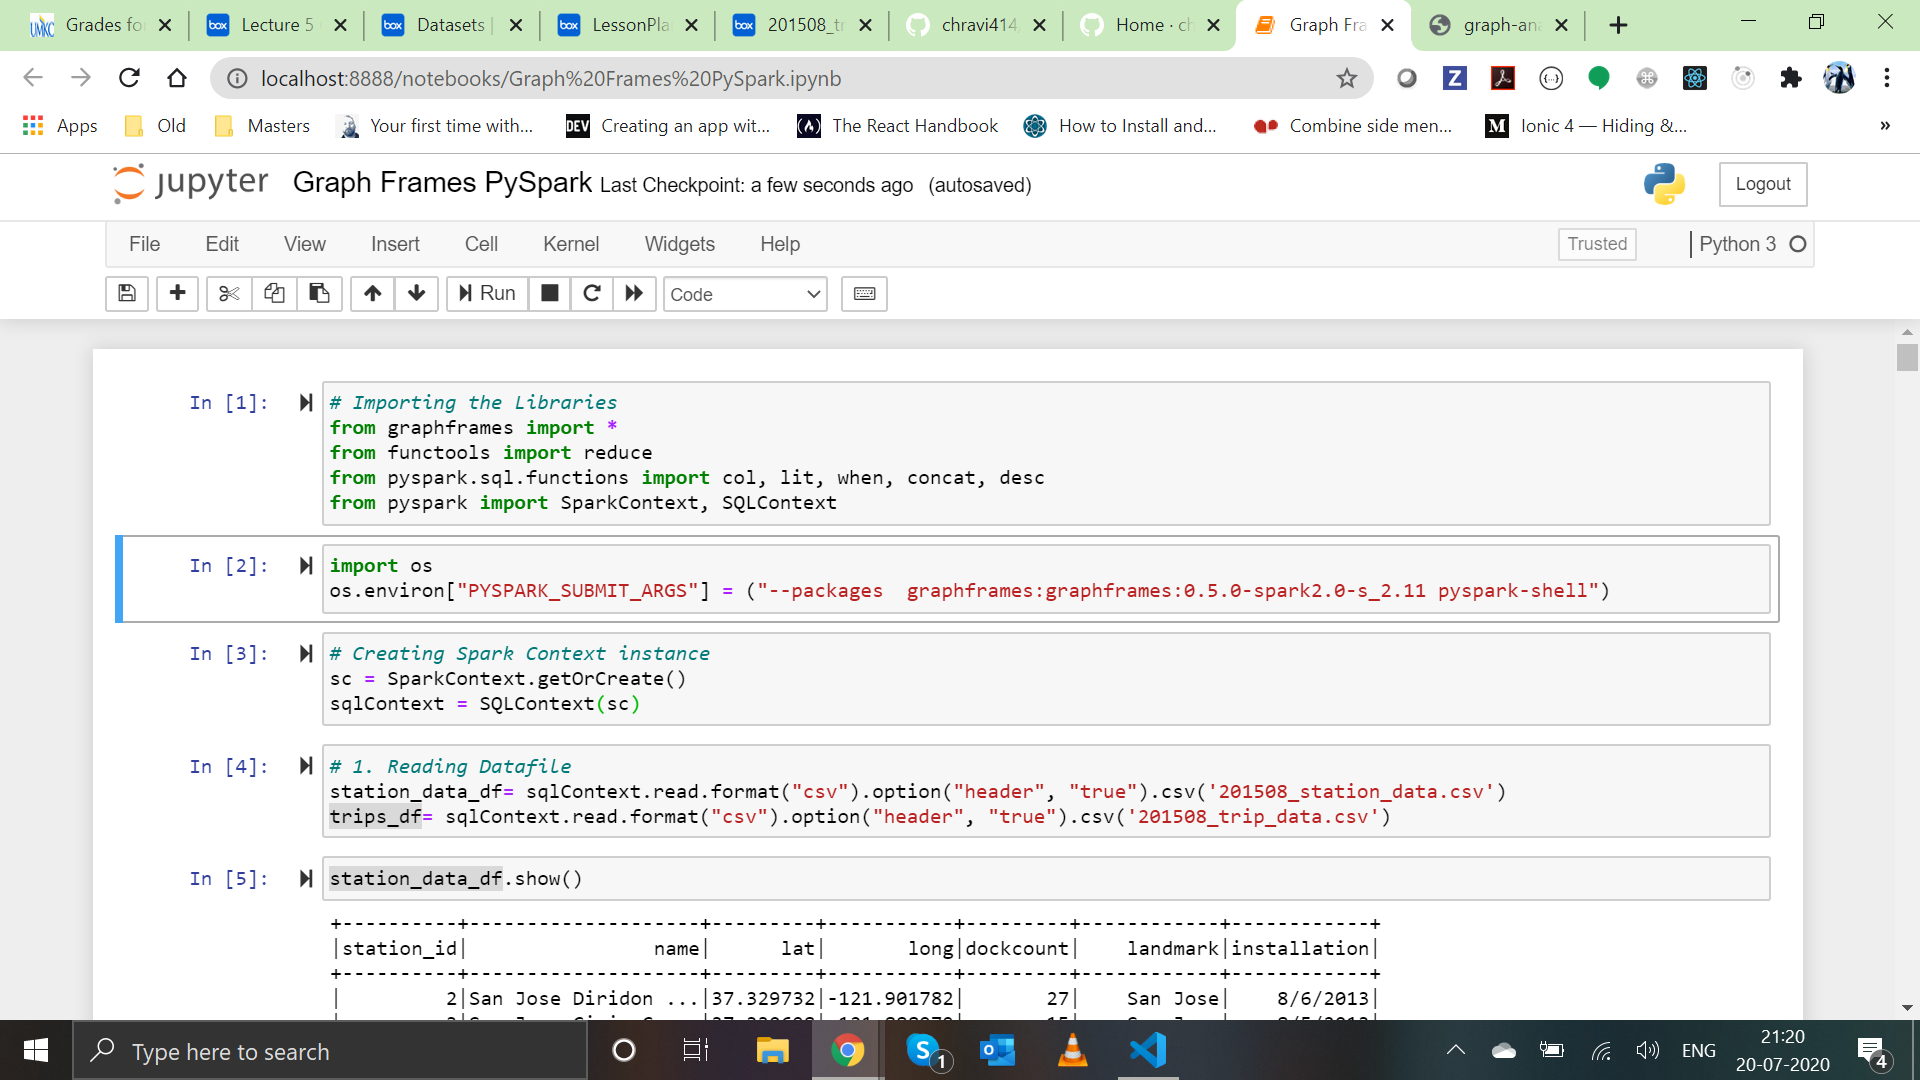 Grades fo
Lecture 5
Datasets |
LessonPla
201508_tr
chravi414
Home · ch
Graph Fra
graph-ana
localhost:8888/notebooks/Graph%20Frames%20PySpark.ipynb
Apps
Old
Masters
Your first time with...
DEV Creating an app wit...
The React Handbook
How to Install and...
Combine side men...
M Ionic 4 — Hiding &...
»
jupyter Graph Frames PySpark Last Checkpoint: a few seconds ago (autosaved)
Logout
File Edit View Insert Cell Kernel Widgets Help
Trusted
Python 3
Run
Code
In [1]:
# Importing the Libraries
from graphframes import *
from functools import reduce
from pyspark.sql.functions import col, lit, when, concat, desc
from pyspark import SparkContext, SQLContext
In [2]:
import os
os.environ["PYSPARK_SUBMIT_ARGS"] = ("--packages  graphframes:graphframes:0.5.0-spark2.0-s_2.11 pyspark-shell")
In [3]:
# Creating Spark Context instance
sc = SparkContext.getOrCreate()
sqlContext = SQLContext(sc)
In [4]:
# 1. Reading Datafile
station_data_df= sqlContext.read.format("csv").option("header", "true").csv('201508_station_data.csv')
trips_df= sqlContext.read.format("csv").option("header", "true").csv('201508_trip_data.csv')
In [5]:
station_data_df.show()
+----------+--------------------+---------+-----------+---------+------------+------------+
|station_id|                name|      lat|       long|dockcount|    landmark|installation|
+----------+--------------------+---------+-----------+---------+------------+------------+
|         2|San Jose Diridon ...|37.329732|-121.901782|       27|    San Jose|    8/6/2013|
Type here to search
1
ENG
21:20
20-07-2020
4